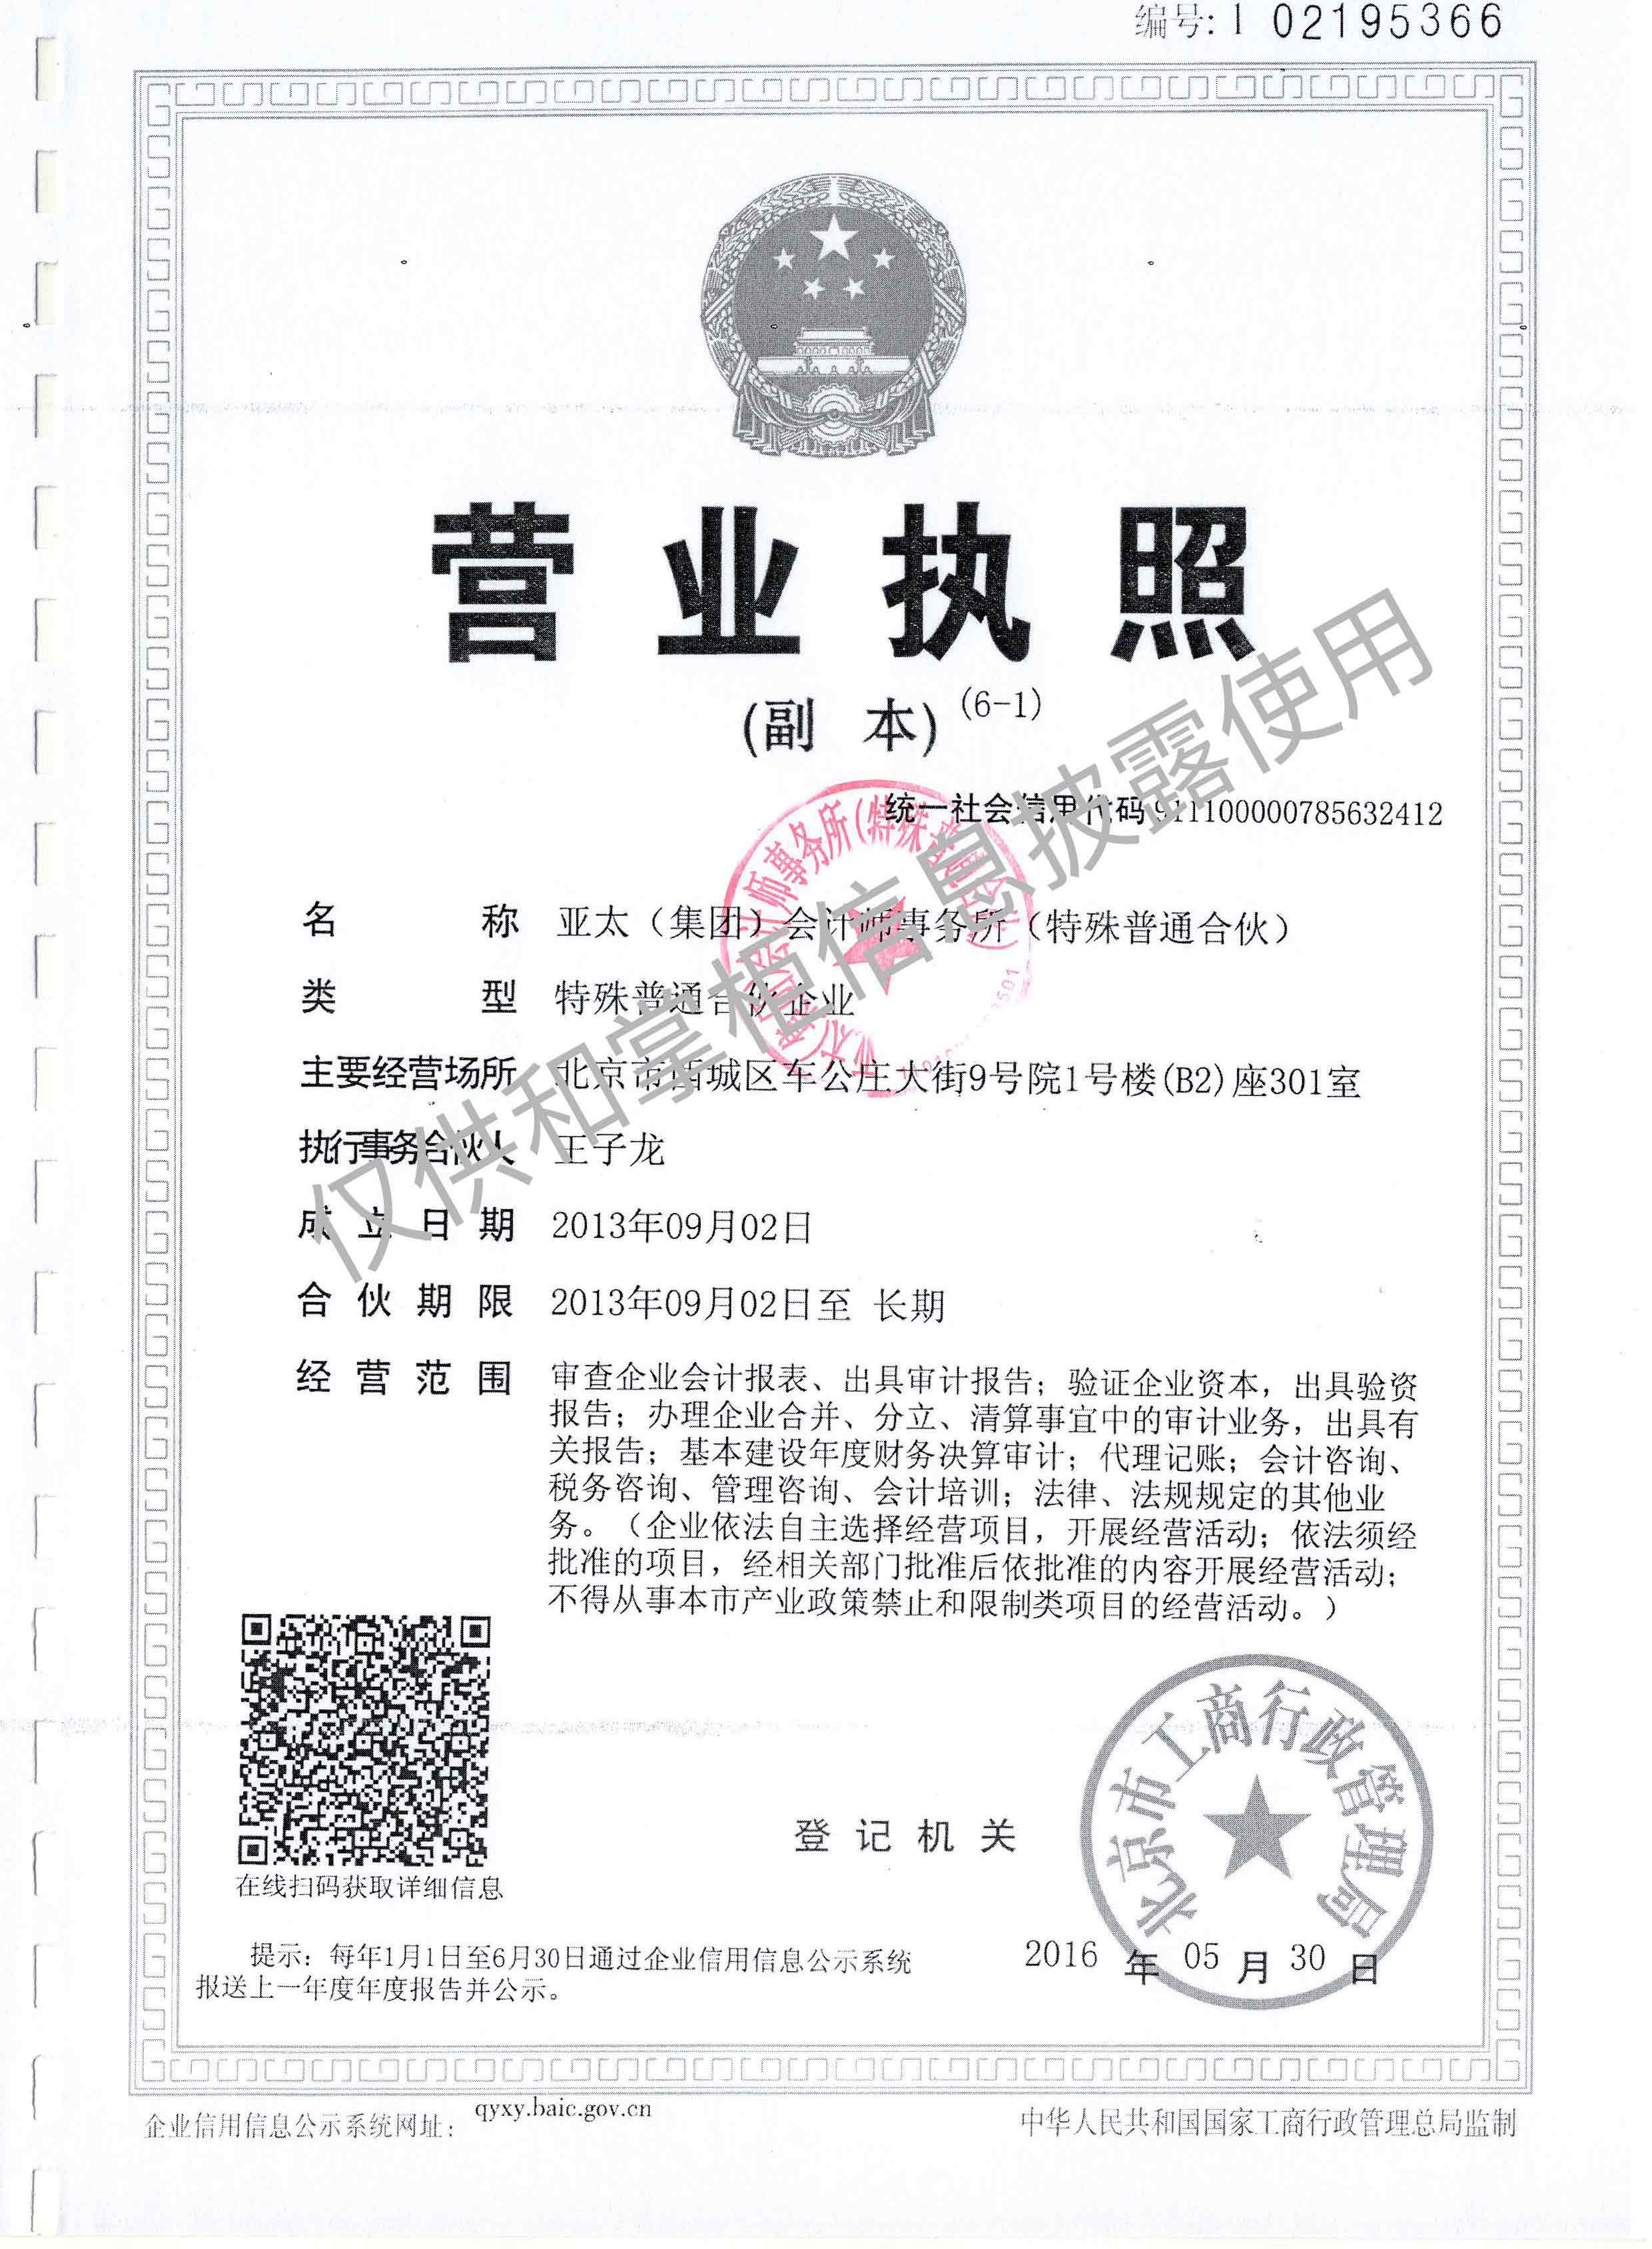 编号: 1 02195366
营业执照
(副 本) (6-1)
统一社会信用代码 911100000785632412
名 称 亚太（集团）会计师事务所（特殊普通合伙）
类 型 特殊普通合伙企业
主要经营场所 北京市西城区车公庄大街9号院1号楼(B2)座301室
执行事务合伙人 王子龙
成立日期 2013年09月02日
合伙期限 2013年09月02日至 长期
经营范围 审查企业会计报表、出具审计报告；验证企业资本，出具验资
报告；办理企业合并、分立、清算事宜中的审计业务，出具有
关报告；基本建设年度财务决算审计；代理记账；会计咨询、
税务咨询、管理咨询、会计培训；法律、法规规定的其他业
务。（企业依法自主选择经营项目，开展经营活动；依法须经
批准的项目，经相关部门批准后依批准的内容开展经营活动；
不得从事本市产业政策禁止和限制类项目的经营活动。）
在线扫码获取详细信息
登记机关
北京市工商行政管理局
2016 年 05 月 30 日
提示：每年1月1日至6月30日通过企业信用信息公示系统
报送上一年度年度报告并公示。
企业信用信息公示系统网址： qyxy.baic.gov.cn
中华人民共和国国家工商行政管理总局监制
仅供和掌柜信息披露使用